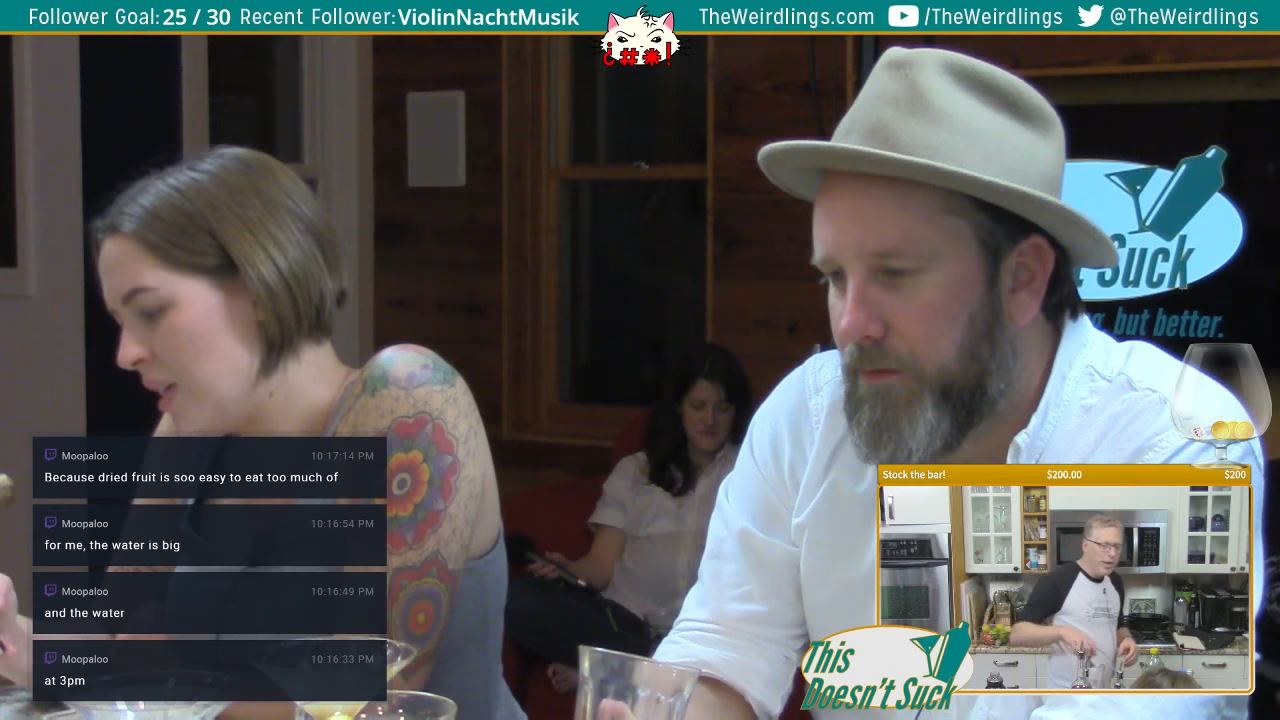 Follower Goal: 25 / 30 Recent Follower: ViolinNachtMusik
¿#*!
TheWeirdlings.com /TheWeirdlings @TheWeirdlings
t Suck
g, but better.
Moopaloo 10:17:14 PM
Because dried fruit is soo easy to eat too much of
Moopaloo 10:16:54 PM
for me, the water is big
Moopaloo 10:16:49 PM
and the water
Moopaloo 10:16:33 PM
at 3pm
Stock the bar! $200.00 $200
This
Doesn't Suck